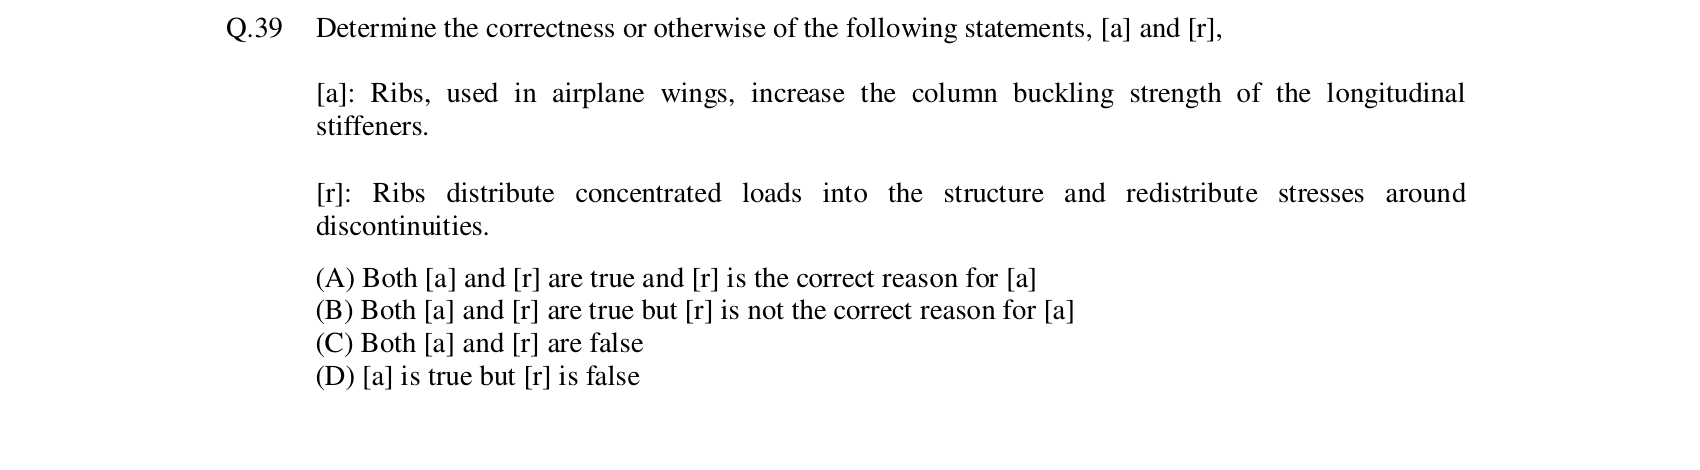 Q.39 Determine the correctness or otherwise of the following statements, [a] and [r],
[a]: Ribs, used in airplane wings, increase the column buckling strength of the longitudinal
stiffeners.
[r]: Ribs distribute concentrated loads into the structure and redistribute stresses around
discontinuities.
(A) Both [a] and [r] are true and [r] is the correct reason for [a]
(B) Both [a] and [r] are true but [r] is not the correct reason for [a]
(C) Both [a] and [r] are false
(D) [a] is true but [r] is false